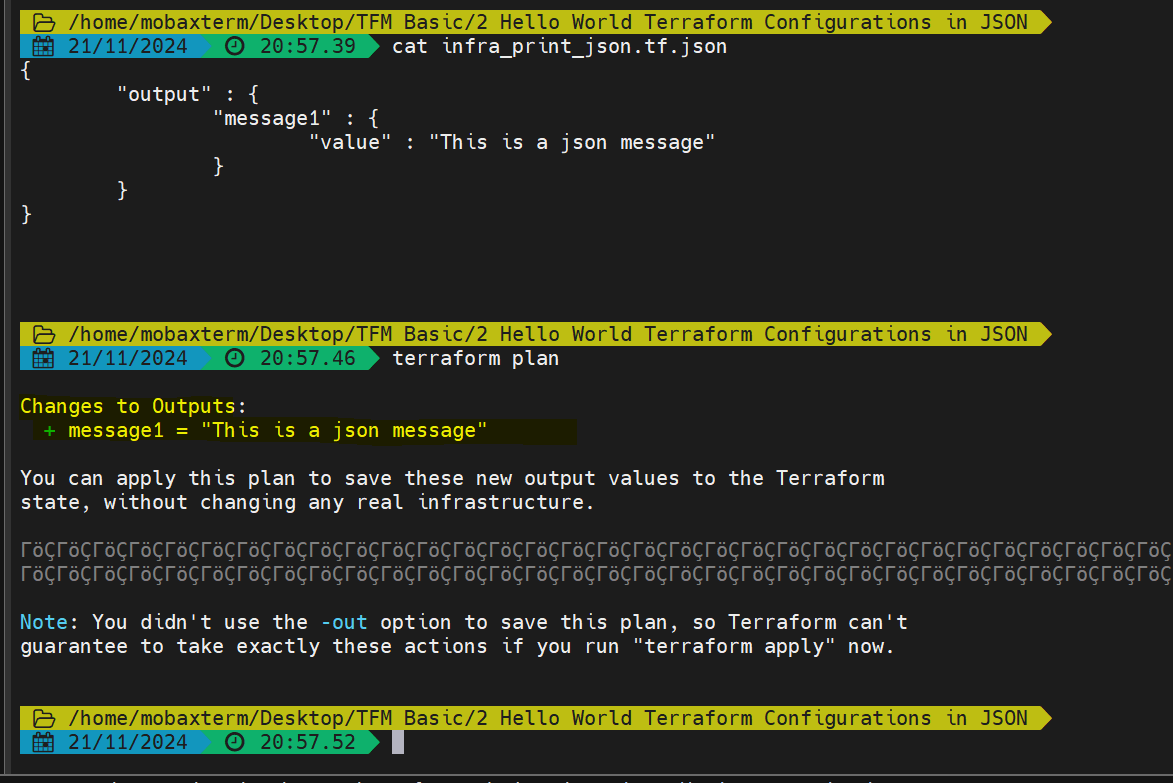 /home/mobaxterm/Desktop/TFM Basic/2 Hello World Terraform Configurations in JSON
21/11/2024 20:57.39 cat infra_print_json.tf.json
{
"output" : {
"message1" : {
"value" : "This is a json message"
}
}
}
/home/mobaxterm/Desktop/TFM Basic/2 Hello World Terraform Configurations in JSON
21/11/2024 20:57.46 terraform plan
Changes to Outputs:
+ message1 = "This is a json message"
You can apply this plan to save these new output values to the Terraform
state, without changing any real infrastructure.
ΓöÇΓöÇΓöÇΓöÇΓöÇΓöÇΓöÇΓöÇΓöÇΓöÇΓöÇΓöÇΓöÇΓöÇΓöÇΓöÇΓöÇΓöÇΓöÇΓöÇΓöÇΓöÇΓöÇΓöÇΓöÇΓöÇΓöÇΓöÇΓöÇΓöÇΓöÇΓöÇ
ΓöÇΓöÇΓöÇΓöÇΓöÇΓöÇΓöÇΓöÇΓöÇΓöÇΓöÇΓöÇΓöÇΓöÇΓöÇΓöÇΓöÇΓöÇΓöÇΓöÇΓöÇΓöÇΓöÇΓöÇΓöÇΓöÇΓöÇΓöÇΓöÇΓöÇΓöÇΓöÇ
Note: You didn't use the -out option to save this plan, so Terraform can't
guarantee to take exactly these actions if you run "terraform apply" now.
/home/mobaxterm/Desktop/TFM Basic/2 Hello World Terraform Configurations in JSON
21/11/2024 20:57.52